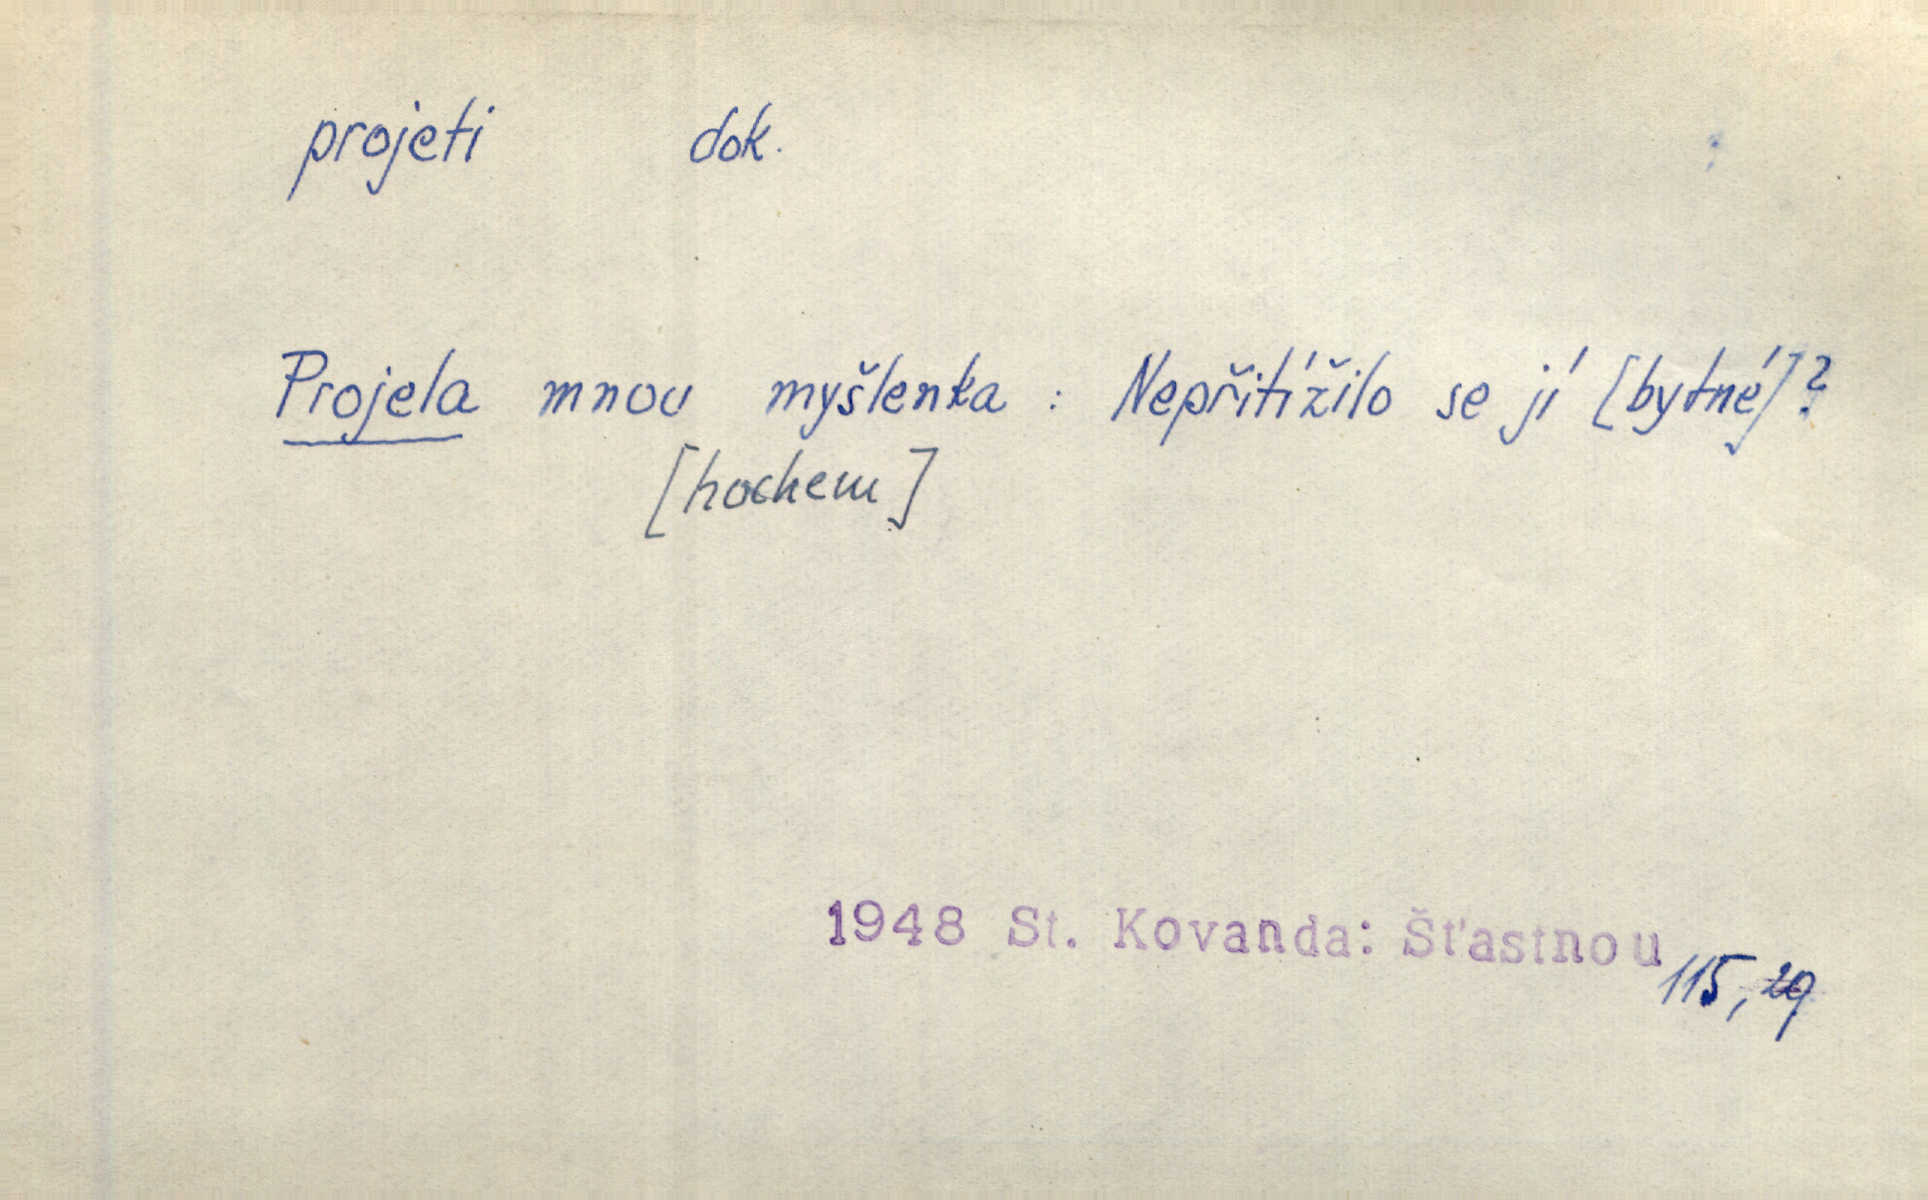 projeti dok.
Projela mnou myšlenka : Nepřitížilo se jí [bytné]?
[hochem]
1948 St. Kovanda: Šťastnou
115, 29